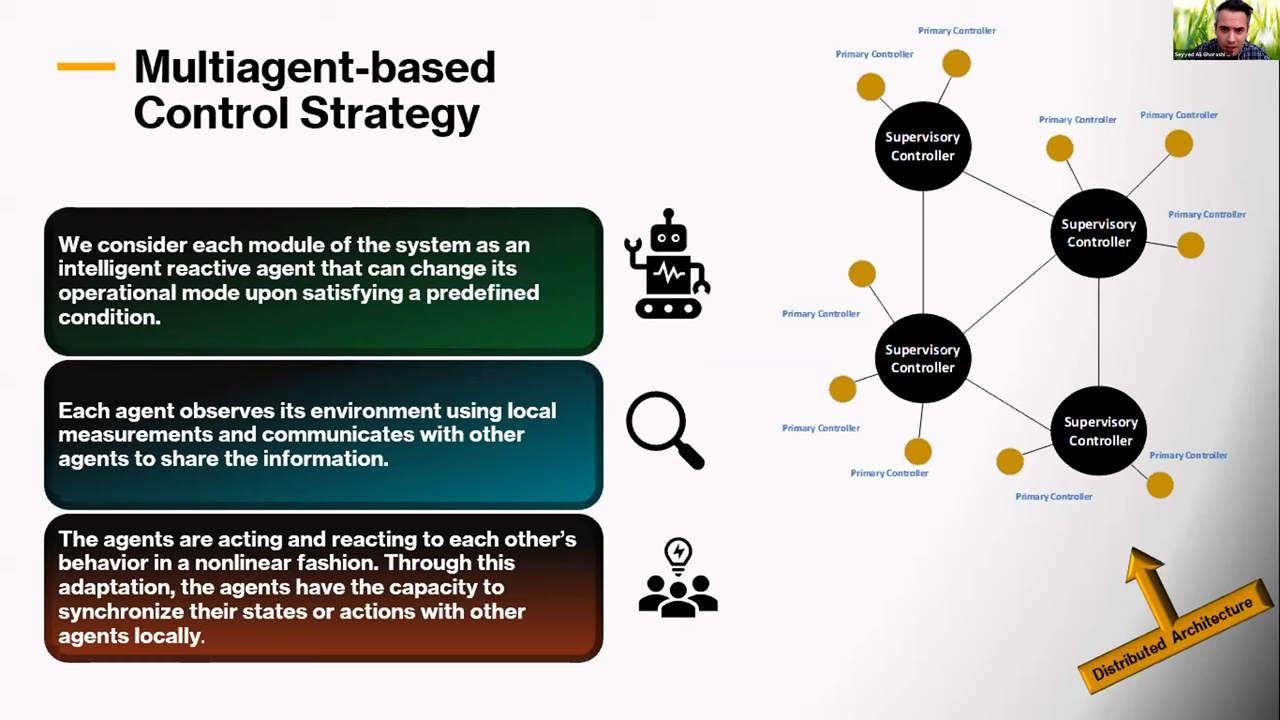 Multiagent-based
Control Strategy
We consider each module of the system as an
intelligent reactive agent that can change its
operational mode upon satisfying a predefined
condition.
Each agent observes its environment using local
measurements and communicates with other
agents to share the information.
The agents are acting and reacting to each other’s
behavior in a nonlinear fashion. Through this
adaptation, the agents have the capacity to
synchronize their states or actions with other
agents locally.
Primary Controller
Primary Controller
Supervisory
Controller
Primary Controller
Primary Controller
Primary Controller
Supervisory
Controller
Primary Controller
Supervisory
Controller
Primary Controller
Primary Controller
Supervisory
Controller
Primary Controller
Primary Controller
Distributed Architecture
Seyyed Ali Ghorashi